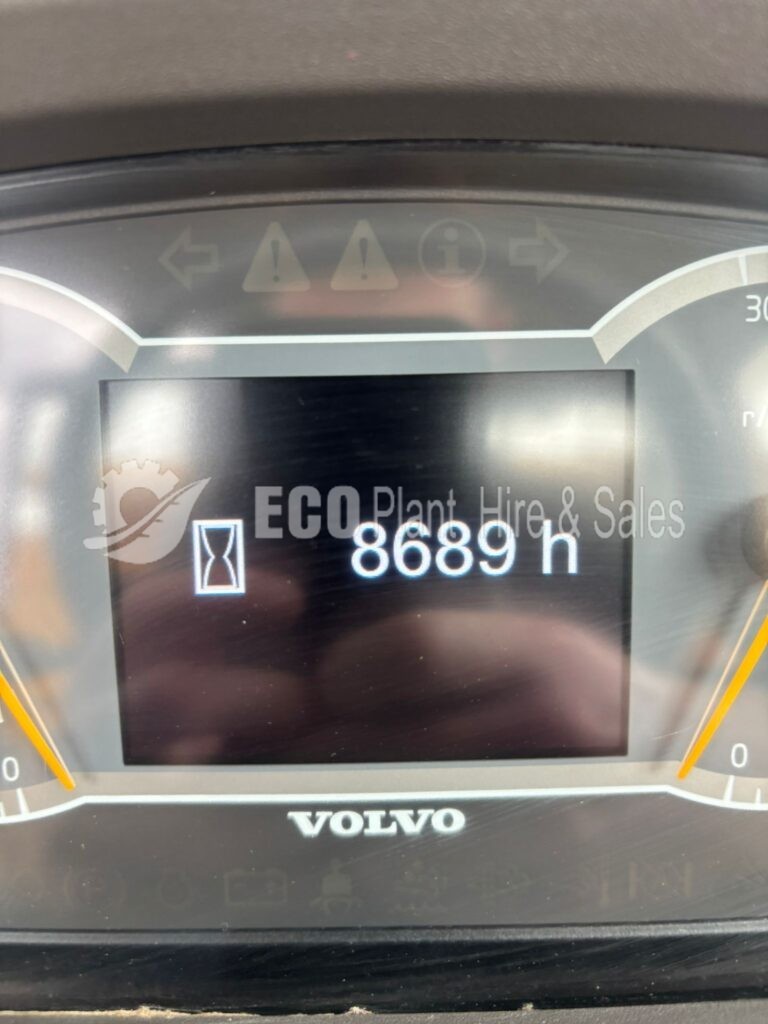 30
r/
ECO Plant Hire & Sales
8689 h
0
0
VOLVO